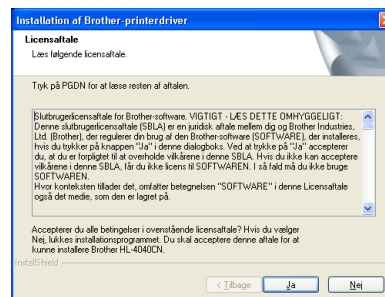 Installation af Brother-printerdriver
Licensaftale
Læs følgende licensaftale.
Tryk på PGDN for at læse resten af aftalen.
Slutbrugerlicensaftale for Brother-software. VIGTIGT - LÆS DETTE OMHYGGELIGT:
Denne slutbrugerlicensaftale (SBLA) er en juridisk aftale mellem dig og Brother Industries,
Ltd. (Brother), der regulerer din brug af den Brother-software (SOFTWARE), der installeres,
hvis du trykker på knappen "Ja" i denne dialogboks. Ved at trykke på "Ja" accepterer
du, at du er forpligtet til at overholde vilkårene i denne SBLA. Hvis du ikke kan acceptere
vilkårene i denne SBLA, får du ikke licens til SOFTWAREN. I så fald må du ikke bruge
SOFTWAREN.
Hvor konteksten tillader det, omfatter betegnelsen "SOFTWARE" i denne Licensaftale
også det medie, som den er lagret på.
Accepterer du alle betingelser i ovenstående licensaftale? Hvis du vælger
Nej, lukkes installationsprogrammet. Du skal acceptere denne aftale for at
kunne installere Brother HL-4040CN.
InstallShield
< Tilbage Ja Nej